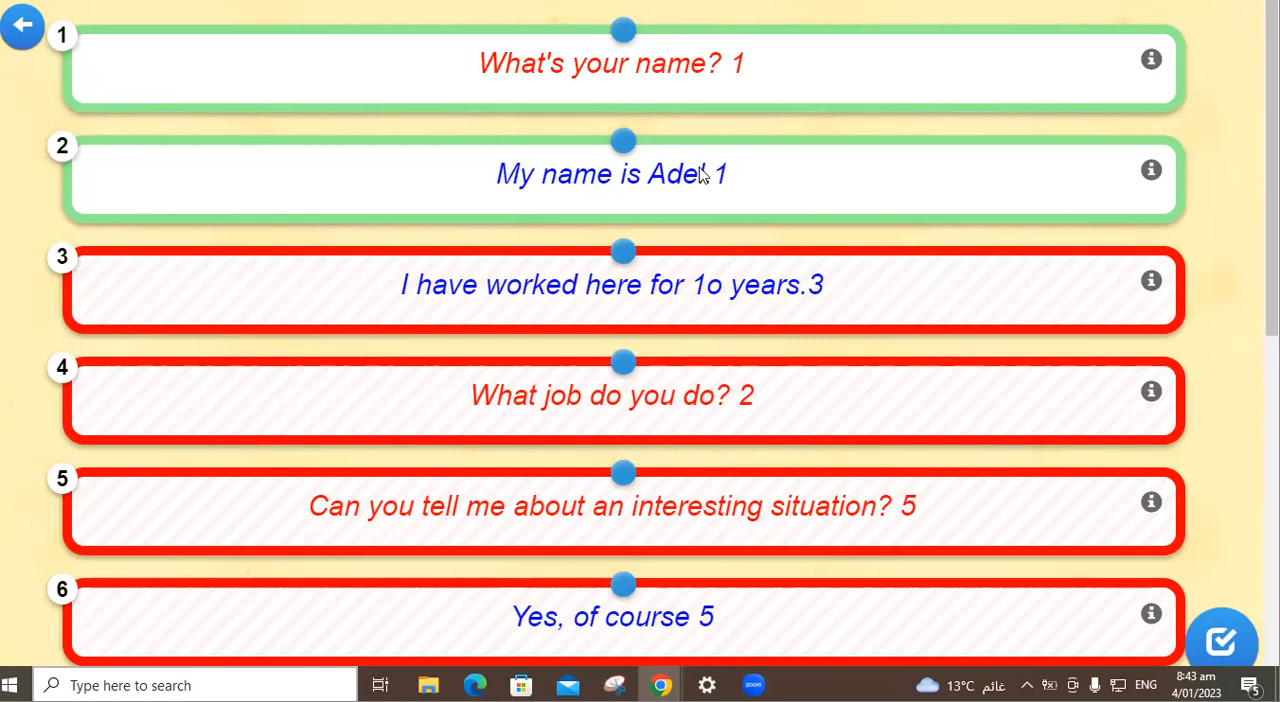 1
What's your name? 1
2
My name is Adel 1
3
I have worked here for 1o years.3
4
What job do you do? 2
5
Can you tell me about an interesting situation? 5
6
Yes, of course 5
Type here to search
zoom
13°C غائم
ENG
8:43 am
4/01/2023
5